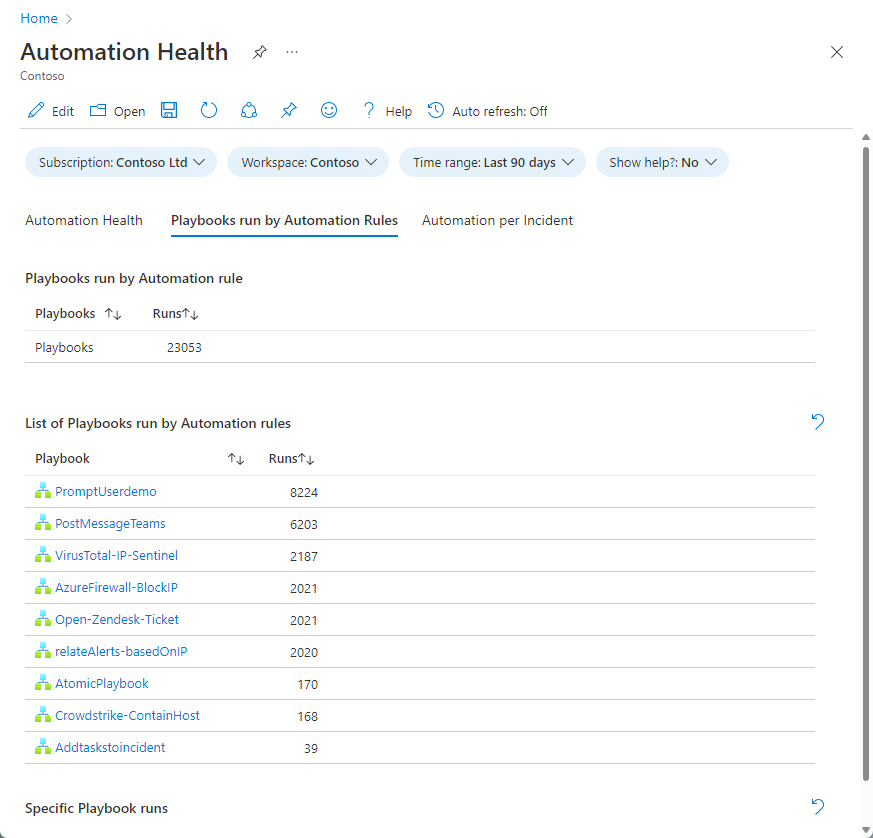 Home
Automation Health
Contoso
Edit Open Help Auto refresh: Off
Subscription: Contoso Ltd Workspace: Contoso Time range: Last 90 days Show help?: No
Automation Health Playbooks run by Automation Rules Automation per Incident
Playbooks run by Automation rule
Playbooks ↑↓ Runs↑↓
Playbooks 23053
List of Playbooks run by Automation rules
Playbook ↑↓ Runs↑↓
PromptUserdemo 8224
PostMessageTeams 6203
VirusTotal-IP-Sentinel 2187
AzureFirewall-BlockIP 2021
Open-Zendesk-Ticket 2021
relateAlerts-basedOnIP 2020
AtomicPlaybook 170
Crowdstrike-ContainHost 168
Addtaskstoincident 39
Specific Playbook runs